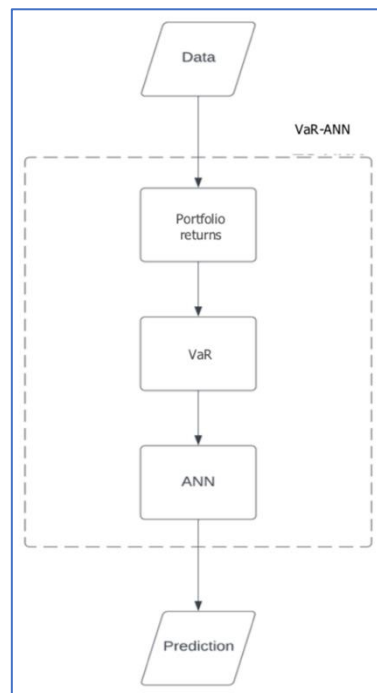 Data
VaR-ANN
Portfolio
returns
VaR
ANN
Prediction